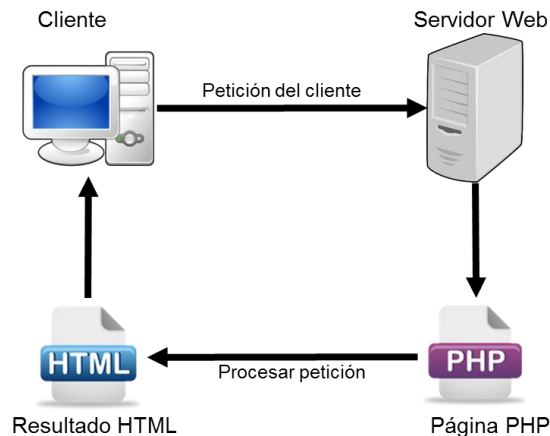 Cliente
Servidor Web
Petición del cliente
HTML
PHP
Procesar petición
Resultado HTML
Página PHP